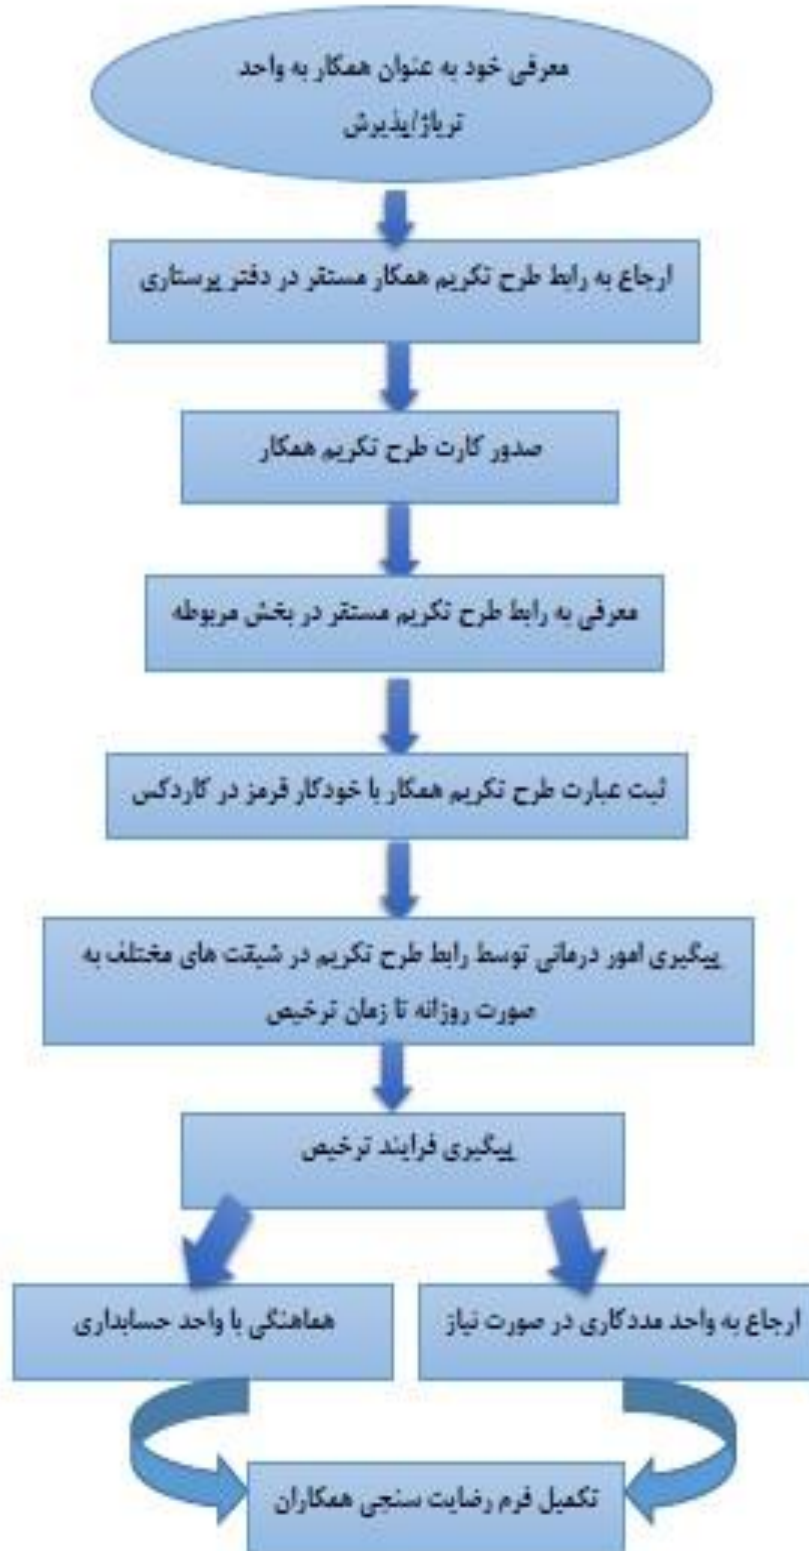 معرفی خود به عنوان همکار به واحد
تریاژ/پذیرش
ارجاع به رابط طرح تکریم همکار مستقر در دفتر پرستاری
صدور کارت طرح تکریم همکار
معرفی به رابط طرح تکریم مستقر در بخش مربوطه
ثبت عبارت طرح تکریم همکار با خودکار قرمز در کاردکس
پیگیری امور درمانی توسط رابط طرح تکریم در شیفت های مختلف به
صورت روزانه تا زمان ترخیص
پیگیری فرایند ترخیص
ارجاع به واحد مددکاری در صورت نیاز
هماهنگی با واحد حسابداری
تکمیل فرم رضایت سنجی همکاران